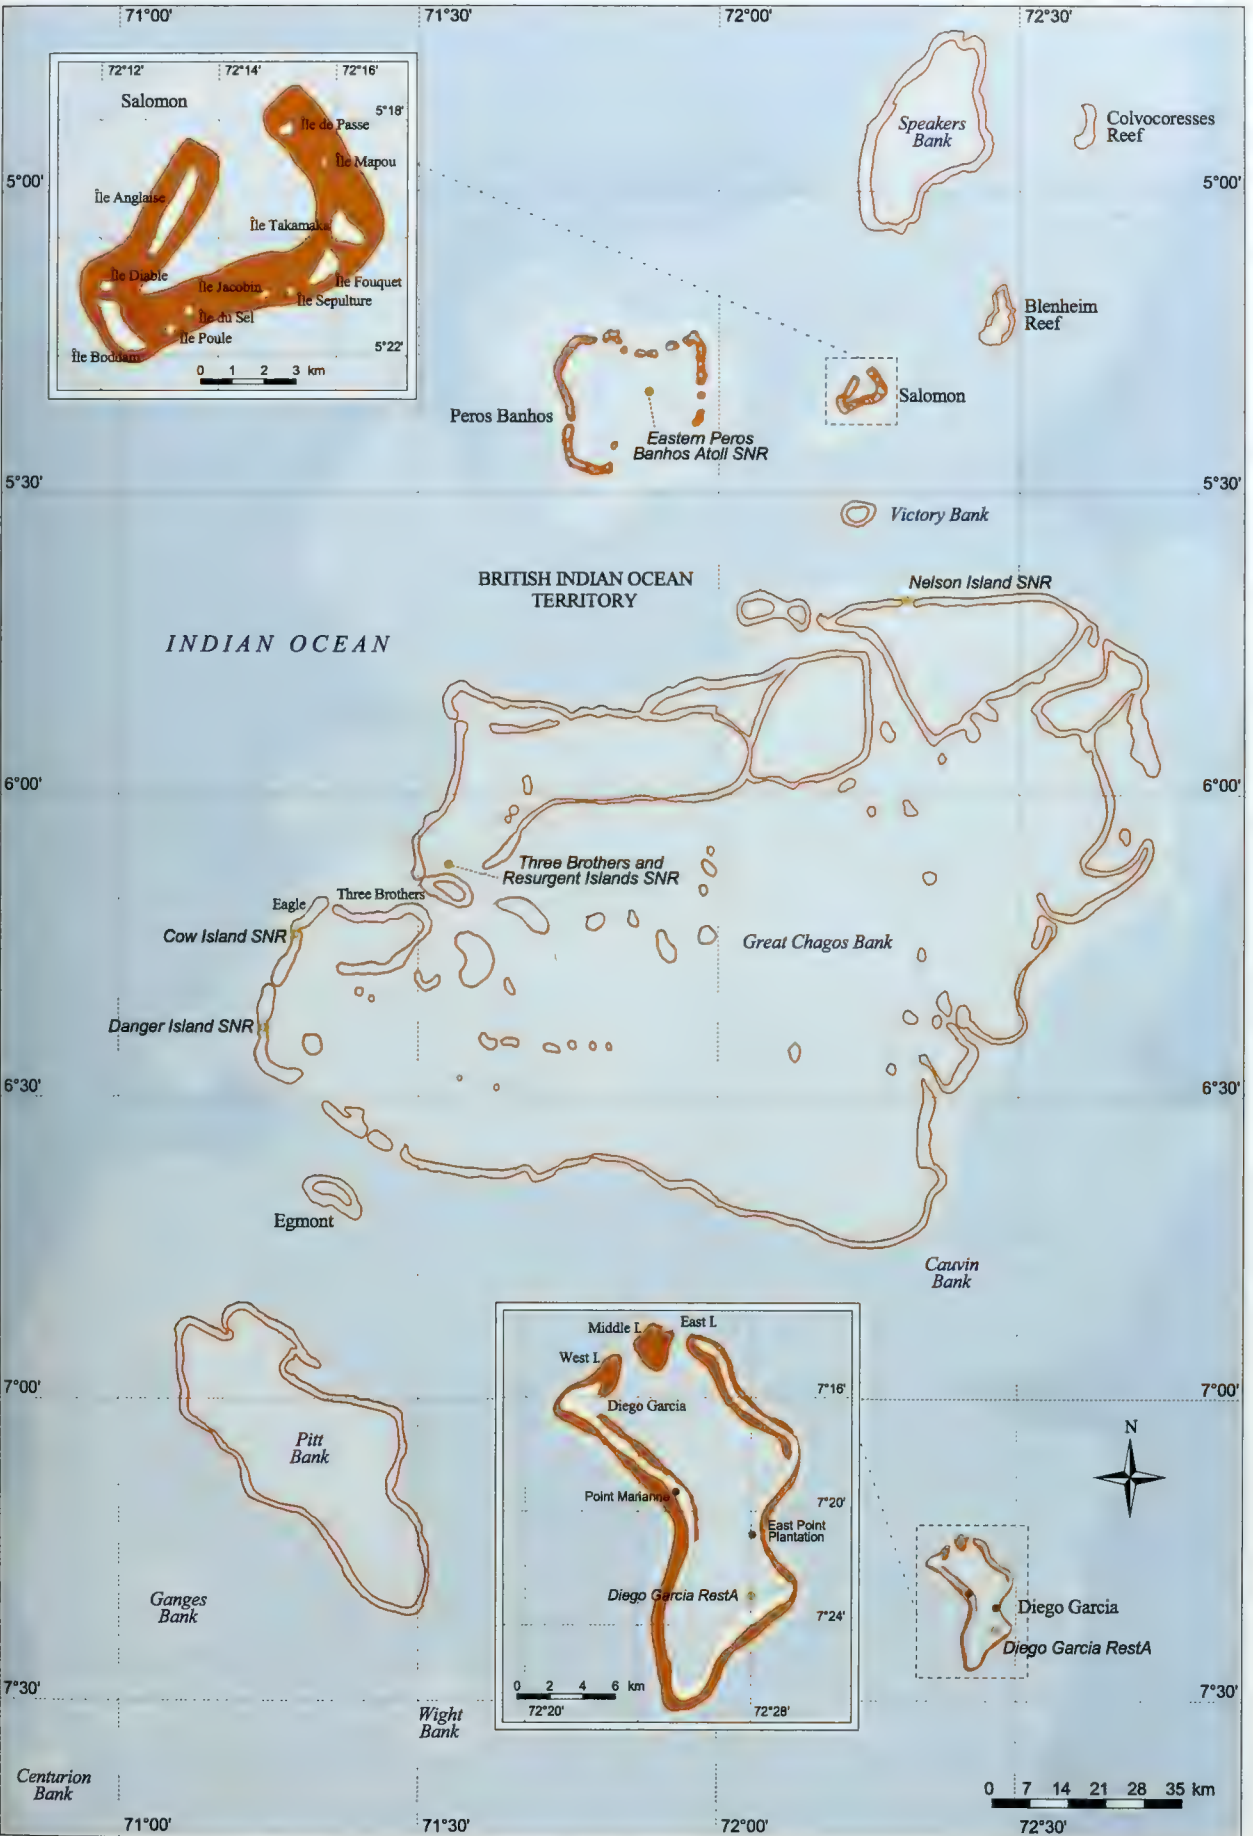 71°00'
71°30'
72°00'
72°30'
72°12'
72°14'
72°16'
Salomon
5°18'
Île de Passe
Île Mapou
Île Anglaise
Île Takamaka
Île Diable
Île Jacobin
Île Fouquet
Île Sepulture
Île du Sel
Île Poule
Île Boddam
5°22'
0 1 2 3 km
Speakers
Bank
Colvocoresses
Reef
5°00'
5°00'
Blenheim
Reef
Salomon
Peros Banhos
Eastern Peros
Banhos Atoll SNR
5°30'
5°30'
Victory Bank
BRITISH INDIAN OCEAN
TERRITORY
Nelson Island SNR
INDIAN OCEAN
6°00'
6°00'
Three Brothers and
Resurgent Islands SNR
Three Brothers
Eagle
Cow Island SNR
Great Chagos Bank
Danger Island SNR
6°30'
6°30'
Egmont
Cauvin
Bank
Middle I.
East I.
West I.
7°16'
Diego Garcia
Point Marianne
7°20'
East Point
Plantation
Diego Garcia RestA
7°24'
0 2 4 6 km
72°20'
72°28'
7°00'
7°00'
Pitt
Bank
N
Ganges
Bank
Diego Garcia
Diego Garcia RestA
7°30'
7°30'
Wight
Bank
Centurion
Bank
0 7 14 21 28 35 km
71°00'
71°30'
72°00'
72°30'